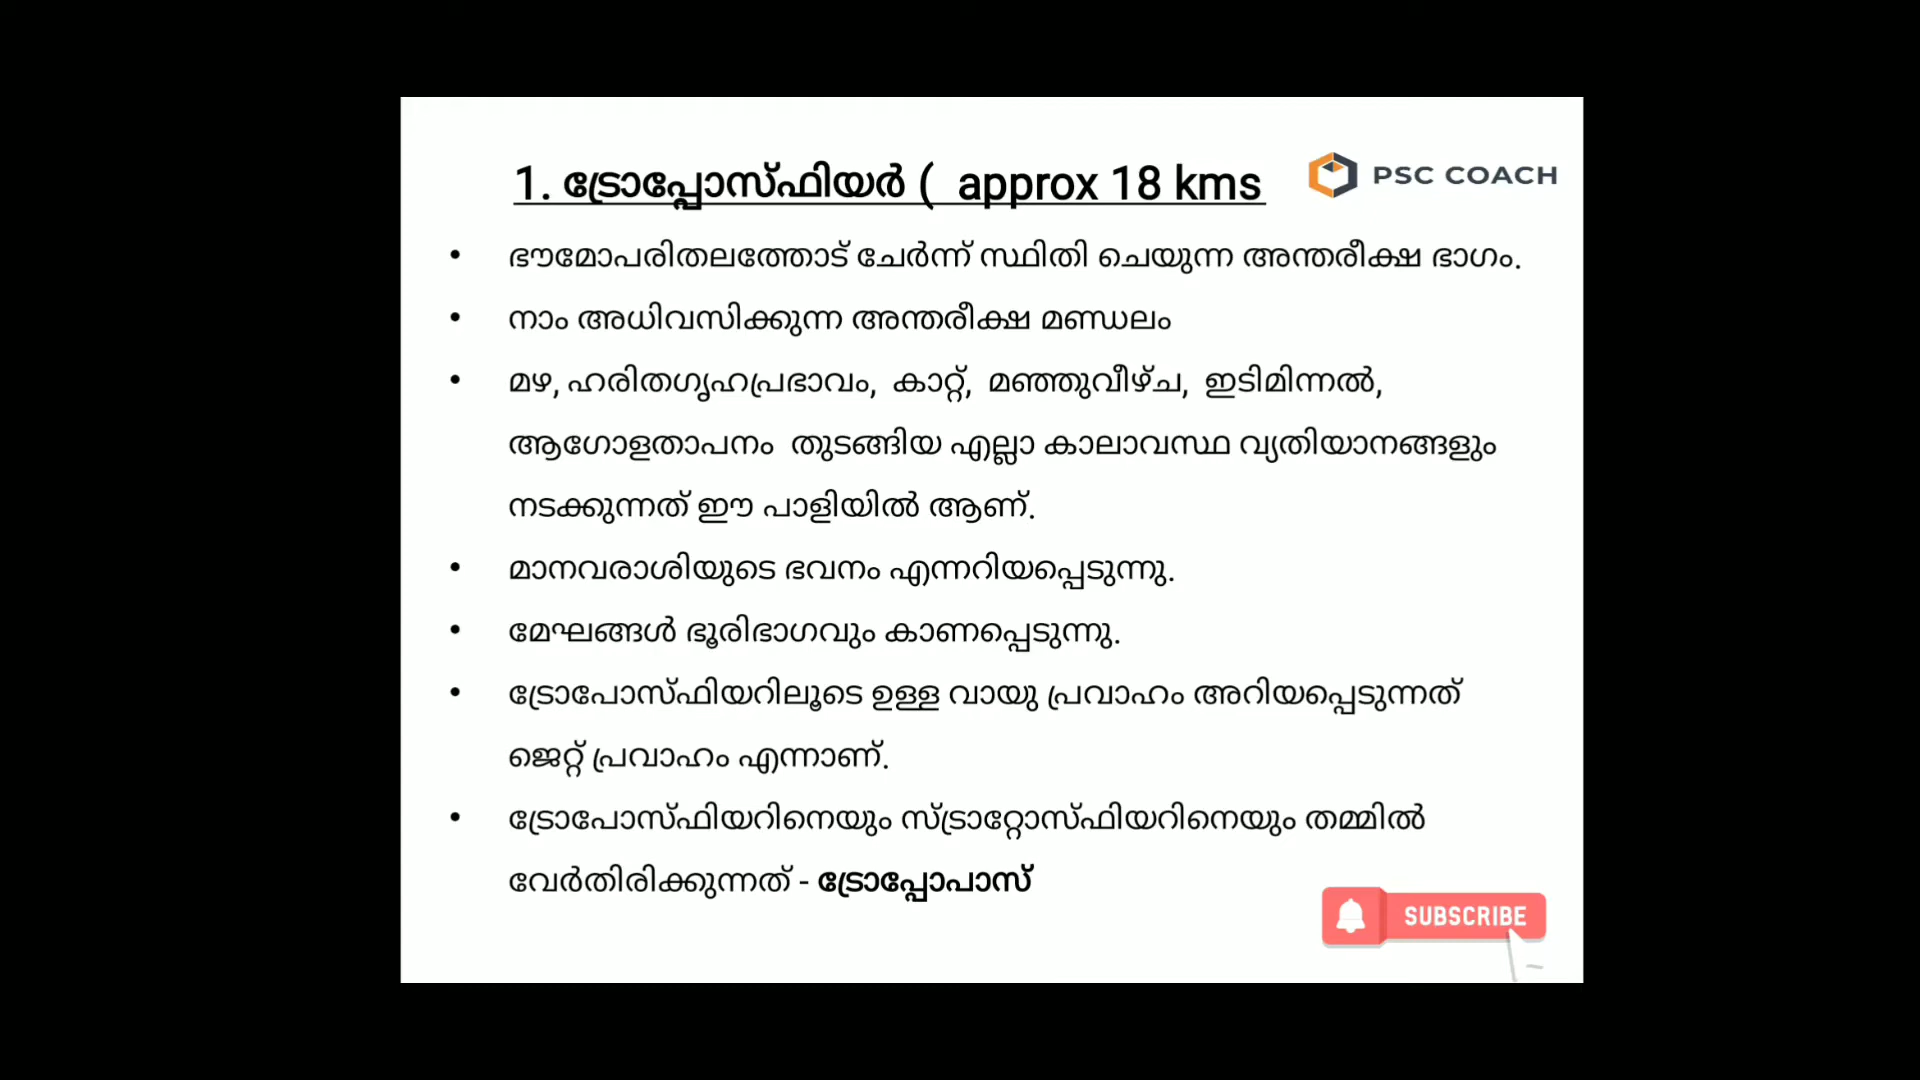 1. ട്രോപ്പോസ്ഫിയർ (  approx 18 kms
PSC COACH
• ഭൗമോപരിതലത്തോട് ചേർന്ന് സ്ഥിതി ചെയുന്ന അന്തരീക്ഷ ഭാഗം.
• നാം അധിവസിക്കുന്ന അന്തരീക്ഷ മണ്ഡലം
• മഴ, ഹരിതഗൃഹപ്രഭാവം, കാറ്റ്, മഞ്ഞുവീഴ്ച, ഇടിമിന്നൽ,
ആഗോളതാപനം തുടങ്ങിയ എല്ലാ കാലാവസ്ഥ വ്യതിയാനങ്ങളും
നടക്കുന്നത് ഈ പാളിയിൽ ആണ്.
• മാനവരാശിയുടെ ഭവനം എന്നറിയപ്പെടുന്നു.
• മേഘങ്ങൾ ഭൂരിഭാഗവും കാണപ്പെടുന്നു.
• ട്രോപോസ്ഫിയറിലൂടെ ഉള്ള വായു പ്രവാഹം അറിയപ്പെടുന്നത്
ജെറ്റ് പ്രവാഹം എന്നാണ്.
• ട്രോപോസ്ഫിയറിനെയും സ്ട്രാറ്റോസ്ഫിയറിനെയും തമ്മിൽ
വേർതിരിക്കുന്നത് - ട്രോപ്പോപാസ്
SUBSCRIBE